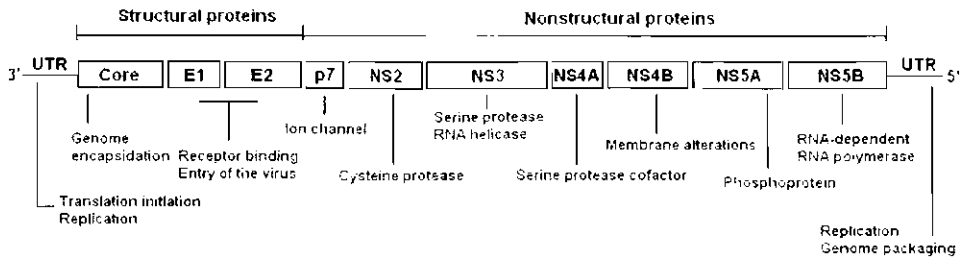 Structural proteins
Nonstructural proteins
3' UTR Core E1 E2 p7 NS2 NS3 NS4A NS4B NS5A NS5B UTR 5'
Genome
encapsidation
Receptor binding
Entry of the virus
Ion channel
Cysteine protease
Serine protease
RNA helicase
Serine protease cofactor
Membrane alterations
Phosphoprotein
RNA-dependent
RNA polymerase
Translation initiation
Replication
Replication
Genome packaging